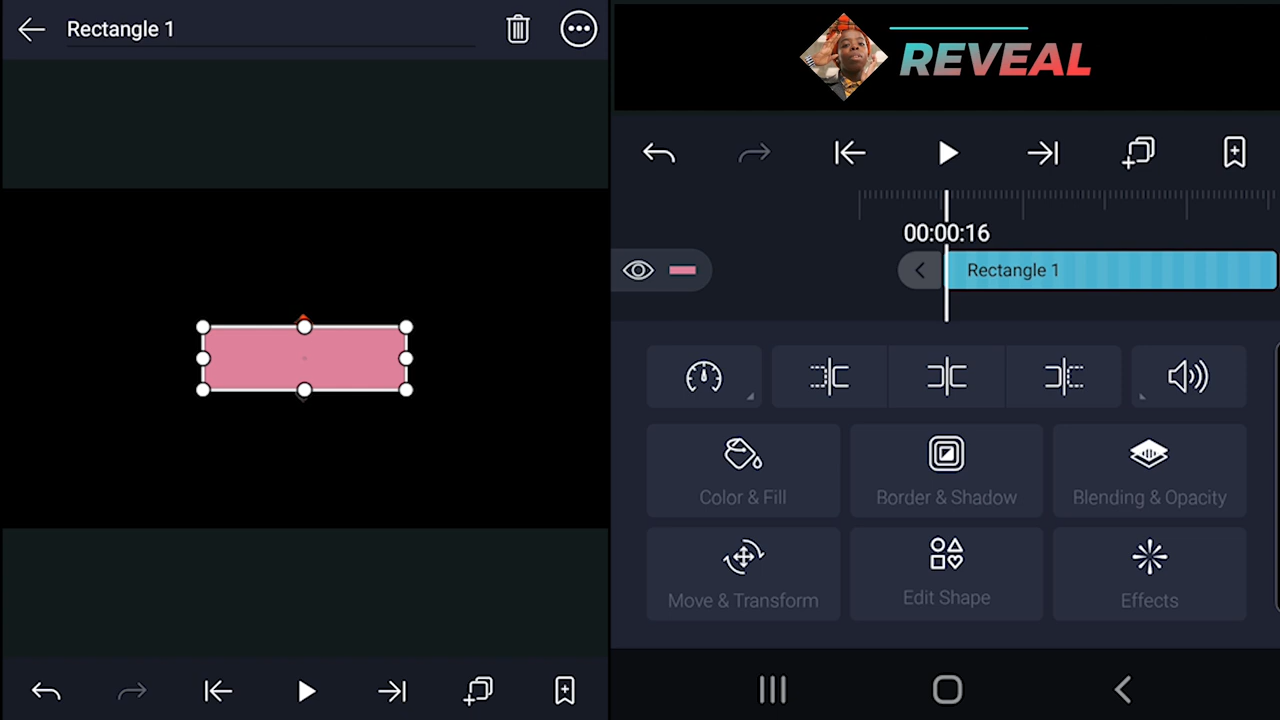 Rectangle 1
REVEAL
00:00:16
Rectangle 1
Color & Fill
Border & Shadow
Blending & Opacity
Move & Transform
Edit Shape
Effects